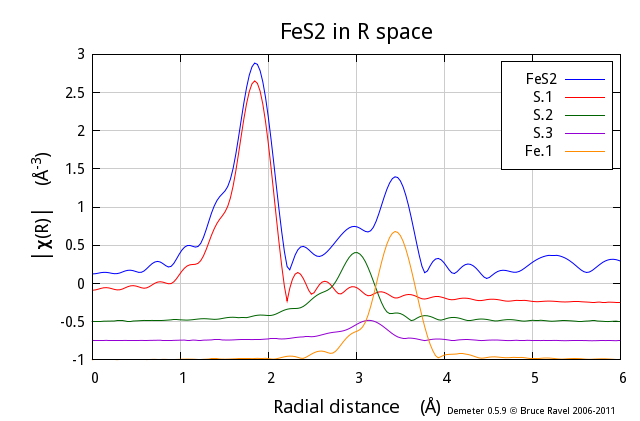 FeS2 in R space
FeS2
S.1
S.2
S.3
Fe.1
3
2.5
2
1.5
1
0.5
0
-0.5
-1
|χ(R)| (Å-3)
0 1 2 3 4 5 6
Radial distance (Å)
Demeter 0.5.9 © Bruce Ravel 2006-2011